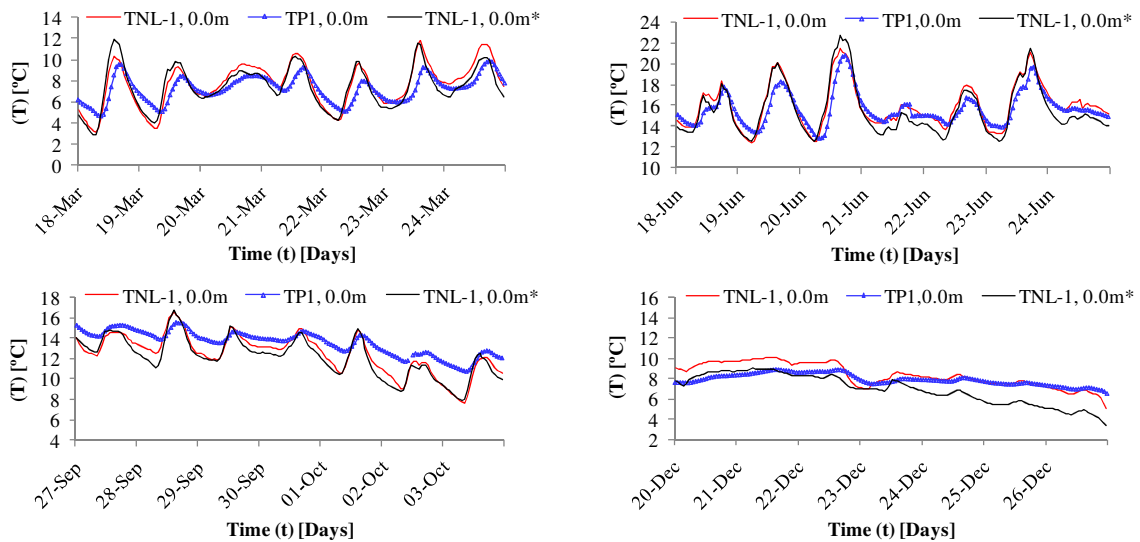 TNL-1, 0.0m TP1, 0.0m TNL-1, 0.0m*
14
12
10
8
6
4
2
0
(T) [ºC]
18-Mar 19-Mar 20-Mar 21-Mar 22-Mar 23-Mar 24-Mar
Time (t) [Days]
TNL-1, 0.0m TP1, 0.0m TNL-1, 0.0m*
24
22
20
18
16
14
12
10
(T) [ºC]
18-Jun 19-Jun 20-Jun 21-Jun 22-Jun 23-Jun 24-Jun
Time (t) [Days]
TNL-1, 0.0m TP1, 0.0m TNL-1, 0.0m*
18
16
14
12
10
8
6
4
(T) [ºC]
27-Sep 28-Sep 29-Sep 30-Sep 01-Oct 02-Oct 03-Oct
Time (t) [Days]
TNL-1, 0.0m TP1,0.0m TNL-1, 0.0m*
16
14
12
10
8
6
4
2
(T) [ºC]
20-Dec 21-Dec 22-Dec 23-Dec 24-Dec 25-Dec 26-Dec
Time (t) [Days]